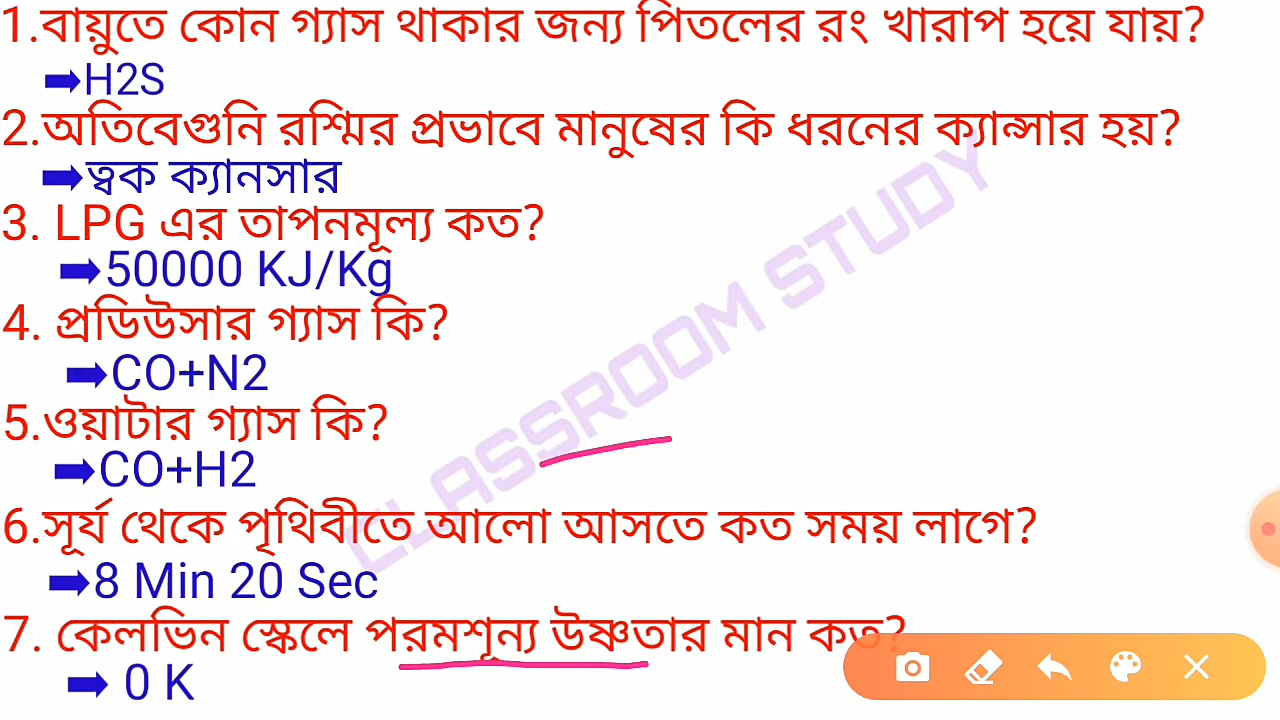 1.বায়ুতে কোন গ্যাস থাকার জন্য পিতলের রং খারাপ হয়ে যায়?
➡H2S
2.অতিবেগুনি রশ্মির প্রভাবে মানুষের কি ধরনের ক্যান্সার হয়?
➡ত্বক ক্যানসার
3. LPG এর তাপনমূল্য কত?
➡50000 KJ/Kg
4. প্রডিউসার গ্যাস কি?
➡CO+N2
5.ওয়াটার গ্যাস কি?
➡CO+H2
6.সূর্য থেকে পৃথিবীতে আলো আসতে কত সময় লাগে?
➡8 Min 20 Sec
7. কেলভিন স্কেলে পরমশূন্য উষ্ণতার মান কত?
➡ 0 K
CLASSROOM STUDY